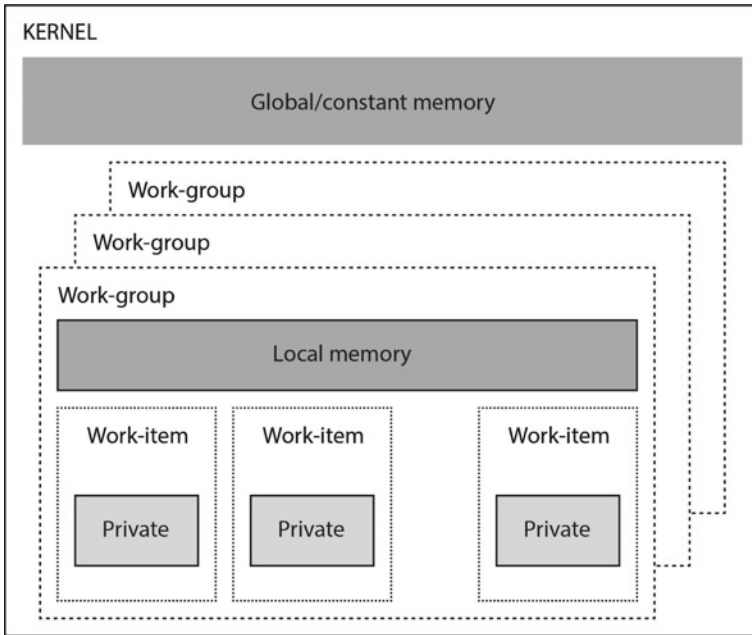 KERNEL
Global/constant memory
Work-group
Work-group
Work-group
Local memory
Work-item
Work-item
Work-item
Private
Private
Private